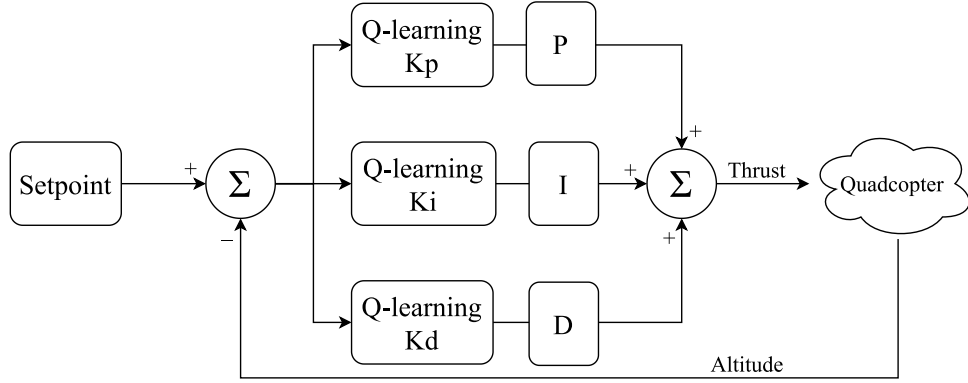 Q-learning
Kp
P
+
Setpoint
+
Σ
Q-learning
Ki
I
+
Σ
Thrust
Quadcopter
−
+
Q-learning
Kd
D
Altitude